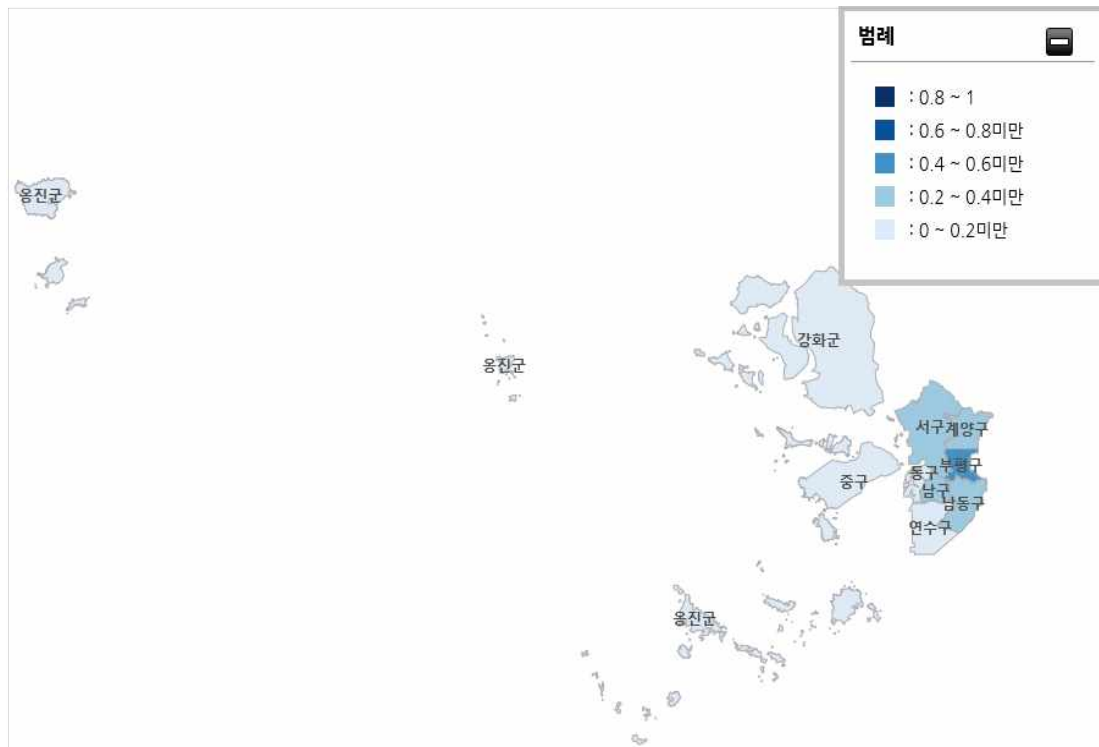 범례
: 0.8 ~ 1
: 0.6 ~ 0.8미만
: 0.4 ~ 0.6미만
: 0.2 ~ 0.4미만
: 0 ~ 0.2미만
옹진군
강화군
옹진군
서구
계양구
부평구
동구
중구
남구
남동구
연수구
옹진군